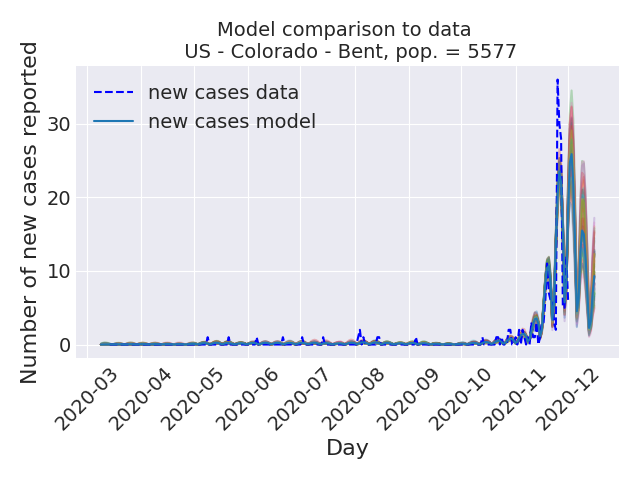 Model comparison to data
US - Colorado - Bent, pop. = 5577
new cases data
new cases model
Number of new cases reported
30
20
10
0
2020-03
2020-04
2020-05
2020-06
2020-07
2020-08
2020-09
2020-10
2020-11
2020-12
Day